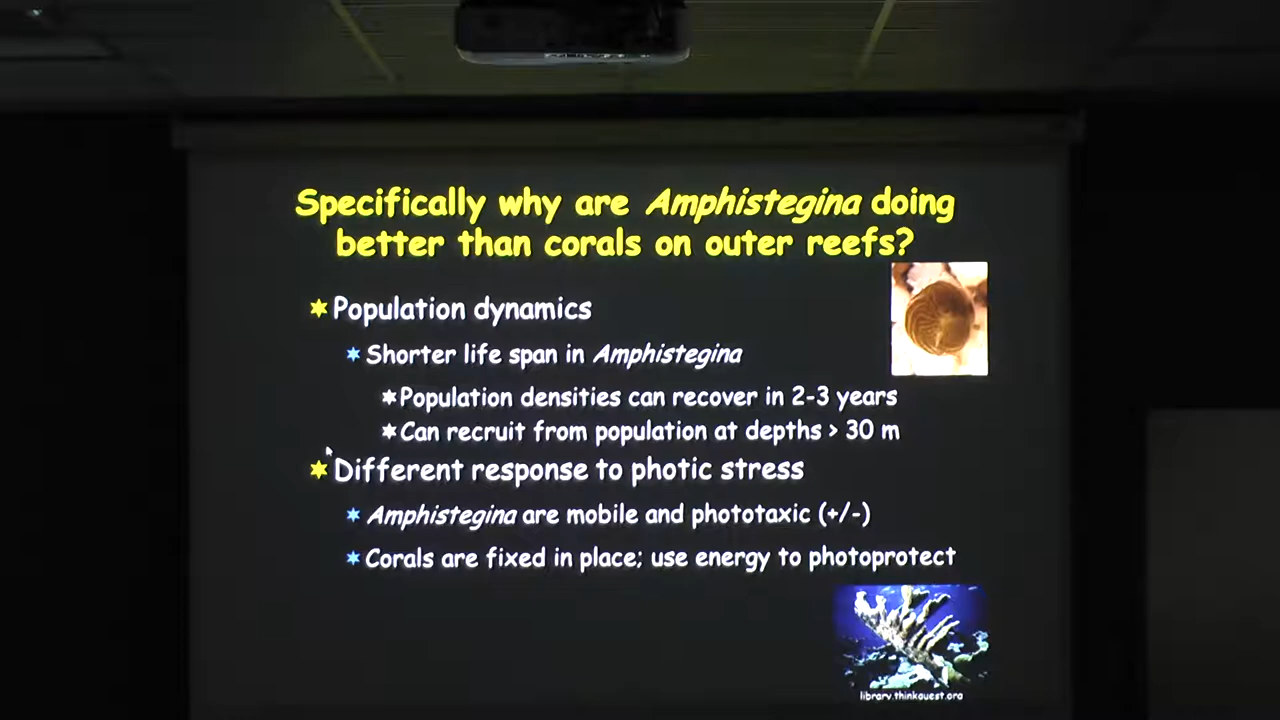 Specifically why are Amphistegina doing
better than corals on outer reefs?
Population dynamics
Shorter life span in Amphistegina
Population densities can recover in 2-3 years
Can recruit from population at depths > 30 m
Different response to photic stress
Amphistegina are mobile and phototaxic (+/-)
Corals are fixed in place; use energy to photoprotect
library.thinkquest.org